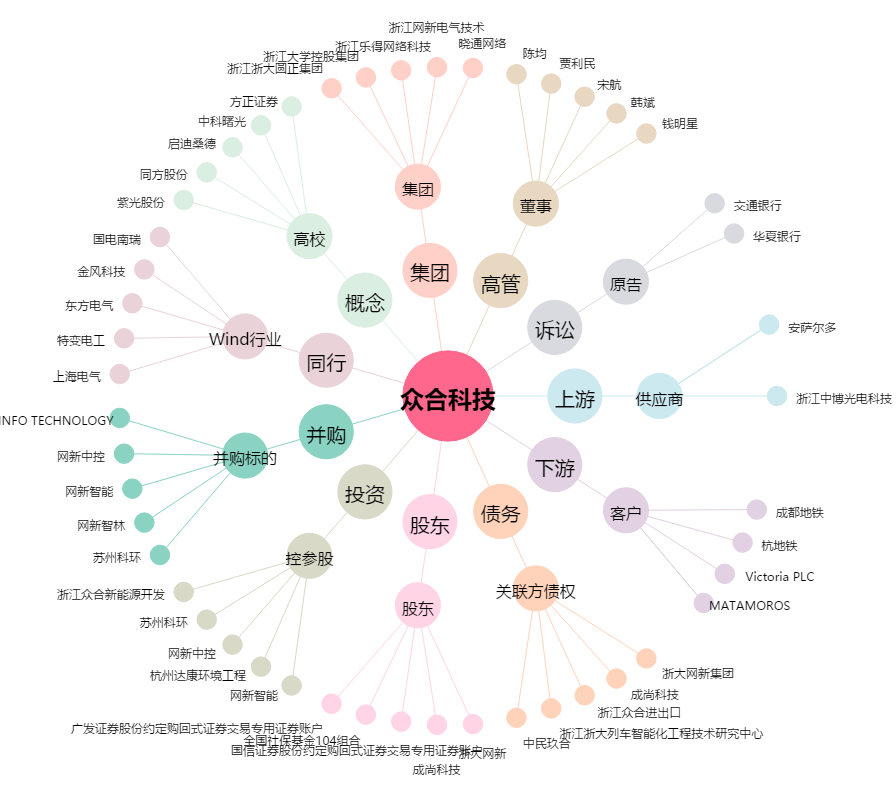 浙江网新电气技术
浙江乐得网络科技
晓通网络
浙江大学控股集团
浙江浙大圆正集团
陈均
贾利民
宋航
韩斌
钱明星
方正证券
中科曙光
启迪桑德
同方股份
紫光股份
集团
董事
交通银行
华夏银行
国电南瑞
金风科技
东方电气
特变电工
上海电气
高校
集团
高管
原告
概念
诉讼
安萨尔多
Wind行业
同行
众合科技
上游
供应商
浙江中博光电科技
INFO TECHNOLOGY
网新中控
网新智能
网新智林
苏州科环
并购
并购标的
下游
投资
股东
债务
客户
成都地铁
杭地铁
Victoria PLC
MATAMOROS
控参股
浙江众合新能源开发
苏州科环
网新中控
杭州达康环境工程
网新智能
股东
关联方债权
浙大网新集团
成尚科技
浙江众合进出口
浙江浙大列车智能化工程技术研究中心
中民玖合
广发证券股份约定购回式证券交易专用证券账户
全国社保基金104组合
国信证券股份约定购回式证券交易专用证券账户
浙大网新
成尚科技